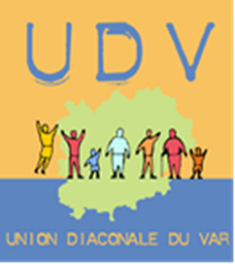 UDV
UNION DIACONALE DU VAR